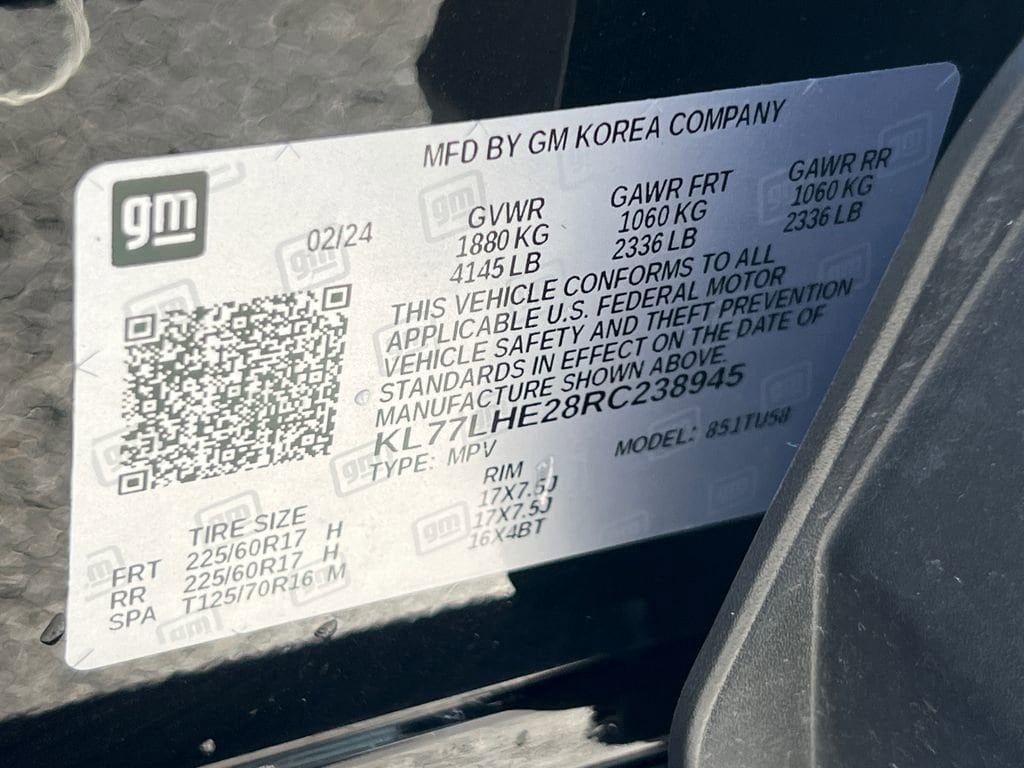 MFD BY GM KOREA COMPANY
gm
02/24
GVWR GAWR FRT GAWR RR
1880 KG 1060 KG 1060 KG
4145 LB 2336 LB 2336 LB
THIS VEHICLE CONFORMS TO ALL
APPLICABLE U.S. FEDERAL MOTOR
VEHICLE SAFETY AND THEFT PREVENTION
STANDARDS IN EFFECT ON THE DATE OF
MANUFACTURE SHOWN ABOVE.
KL77LHE28RC238945
TYPE: MPV MODEL: 851TU58
TIRE SIZE RIM
FRT 225/60R17 H 17X7.5J
RR 225/60R17 H 17X7.5J
SPA T125/70R16 M 16X4BT